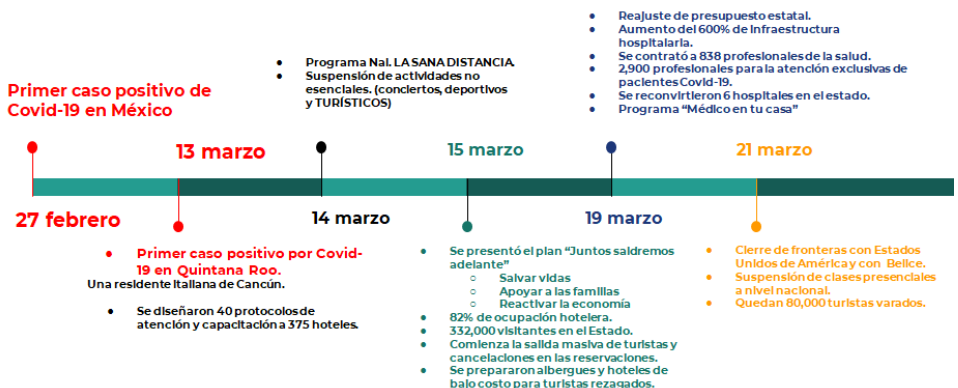 Primer caso positivo de
Covid-19 en México
27 febrero
13 marzo
● Primer caso positivo por Covid-
19 en Quintana Roo.
Una residente Italiana de Cancún.
● Se diseñaron 40 protocolos de
atención y capacitación a 375 hoteles.
● Programa Nal. LA SANA DISTANCIA.
● Suspensión de actividades no
esenciales. (conciertos, deportivos
y TURÍSTICOS)
14 marzo
15 marzo
● Se presentó el plan “Juntos saldremos
adelante”
○ Salvar vidas
○ Apoyar a las familias
○ Reactivar la economía
● 82% de ocupación hotelera.
● 332,000 visitantes en el Estado.
● Comienza la salida masiva de turistas y
cancelaciones en las reservaciones.
● Se prepararon albergues y hoteles de
bajo costo para turistas rezagados.
● Reajuste de presupuesto estatal.
● Aumento del 600% de infraestructura
hospitalaria.
● Se contrató a 838 profesionales de la salud.
● 2,900 profesionales para la atención exclusivas de
pacientes Covid-19.
● Se reconvirtieron 6 hospitales en el estado.
● Programa “Médico en tu casa”
19 marzo
21 marzo
● Cierre de fronteras con Estados
Unidos de América y con Belice.
● Suspensión de clases presenciales
a nivel nacional.
● Quedan 80,000 turistas varados.